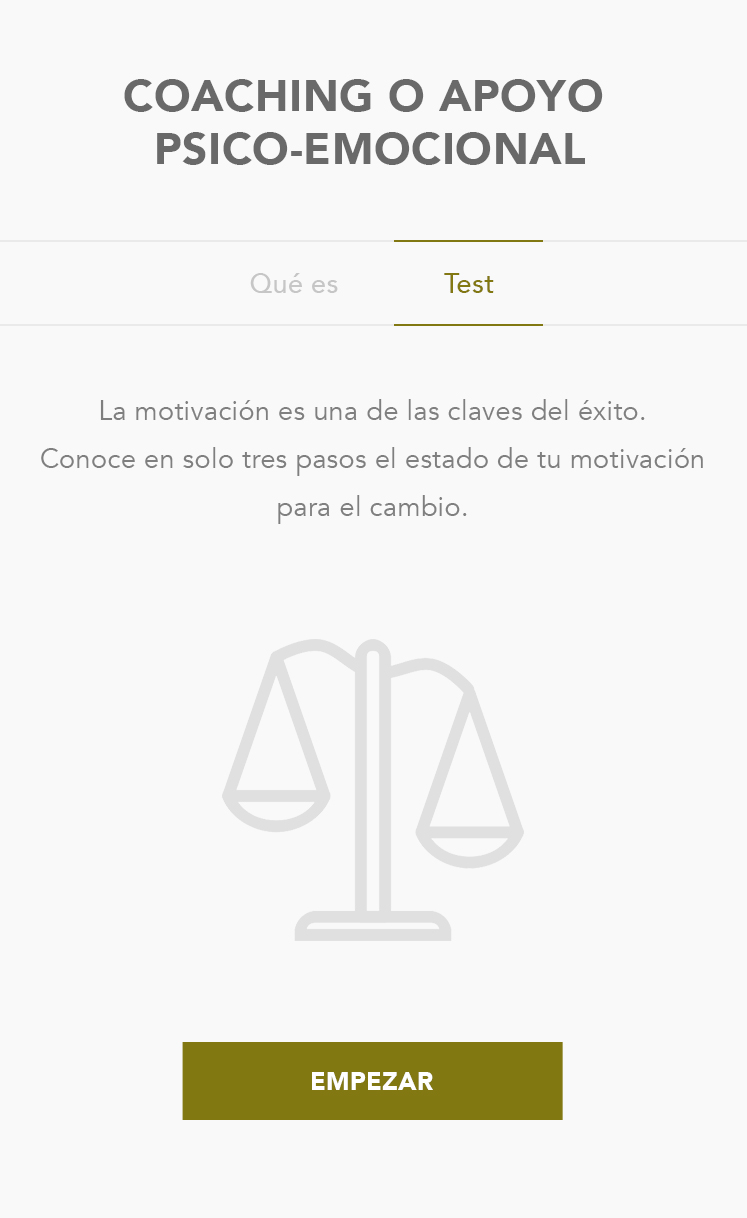 COACHING O APOYO
PSICO-EMOCIONAL
Qué es
Test
La motivación es una de las claves del éxito.
Conoce en solo tres pasos el estado de tu motivación
para el cambio.
EMPEZAR